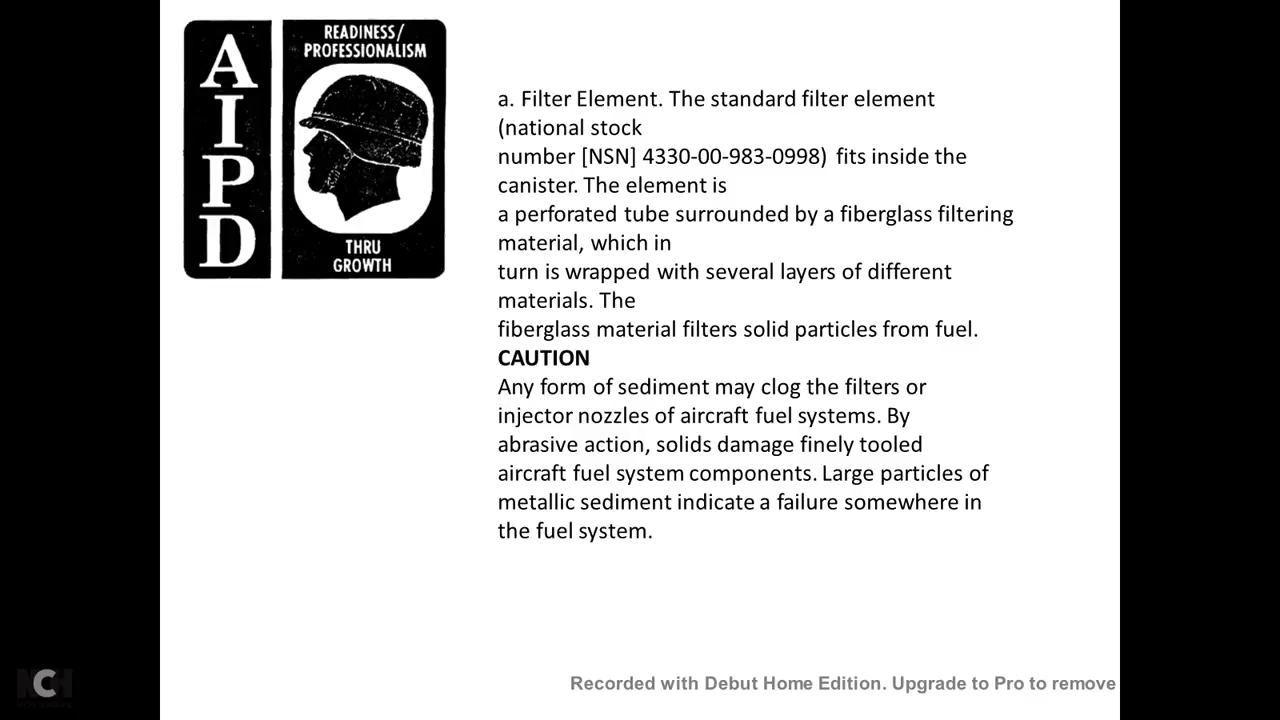 A
I
P
D
READINESS/
PROFESSIONALISM
THRU
GROWTH
a. Filter Element. The standard filter element
(national stock
number [NSN] 4330-00-983-0998) fits inside the
canister. The element is
a perforated tube surrounded by a fiberglass filtering
material, which in
turn is wrapped with several layers of different
materials. The
fiberglass material filters solid particles from fuel.
CAUTION
Any form of sediment may clog the filters or
injector nozzles of aircraft fuel systems. By
abrasive action, solids damage finely tooled
aircraft fuel system components. Large particles of
metallic sediment indicate a failure somewhere in
the fuel system.
NCH
Recorded with Debut Home Edition. Upgrade to Pro to remove